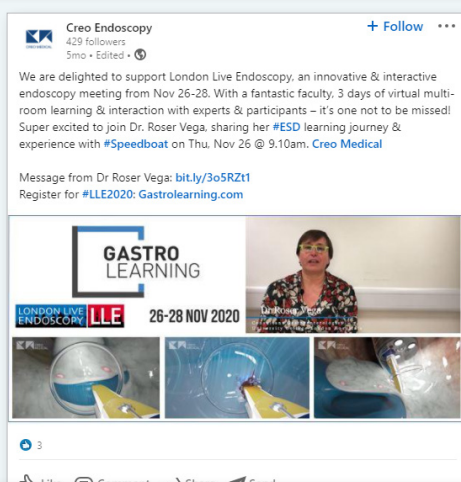 Creo Endoscopy
+ Follow
429 followers
5mo • Edited •
CREO MEDICAL
We are delighted to support London Live Endoscopy, an innovative & interactive
endoscopy meeting from Nov 26-28. With a fantastic faculty, 3 days of virtual multi-
room learning & interaction with experts & participants – it's one not to be missed!
Super excited to join Dr. Roser Vega, sharing her #ESD learning journey &
experience with #Speedboat on Thu, Nov 26 @ 9.10am. Creo Medical
Message from Dr Roser Vega: bit.ly/3o5RZt1
Register for #LLE2020: Gastrolearning.com
GASTRO
LEARNING
LONDON LIVE
ENDOSCOPY
LLE
26-28 NOV 2020
Dr Roser Vega
3